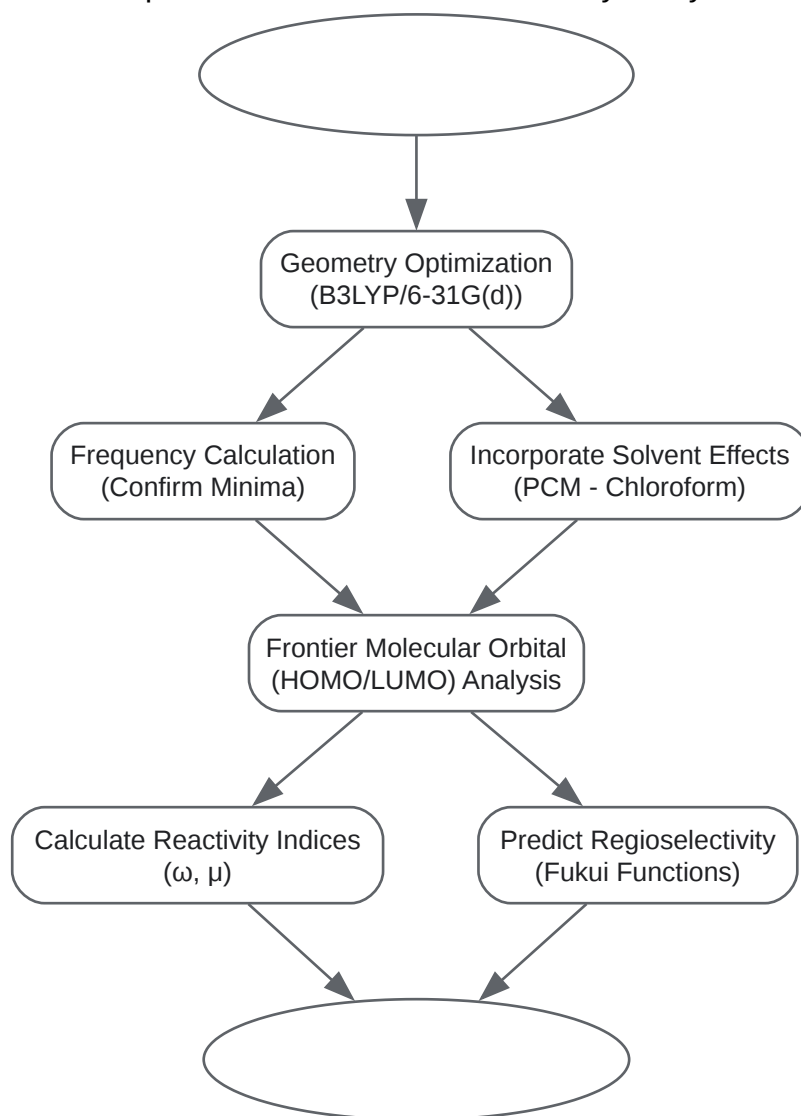 Geometry Optimization
(B3LYP/6-31G(d))
Frequency Calculation
(Confirm Minima)
Incorporate Solvent Effects
(PCM - Chloroform)
Frontier Molecular Orbital
(HOMO/LUMO) Analysis
Calculate Reactivity Indices
(ω, μ)
Predict Regioselectivity
(Fukui Functions)